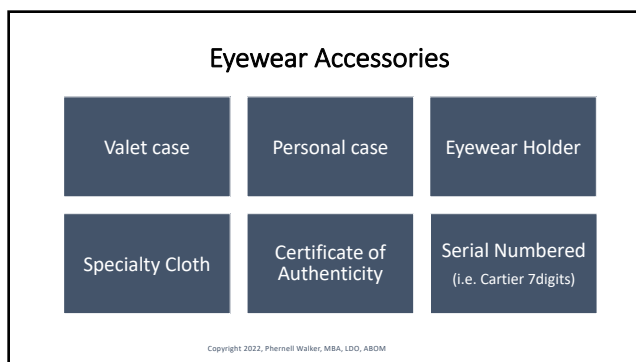 Eyewear Accessories
Valet case
Personal case
Eyewear Holder
Specialty Cloth
Certificate of
Authenticity
Serial Numbered
(i.e. Cartier 7digits)
Copyright 2022, Phernell Walker, MBA, LDO, ABOM